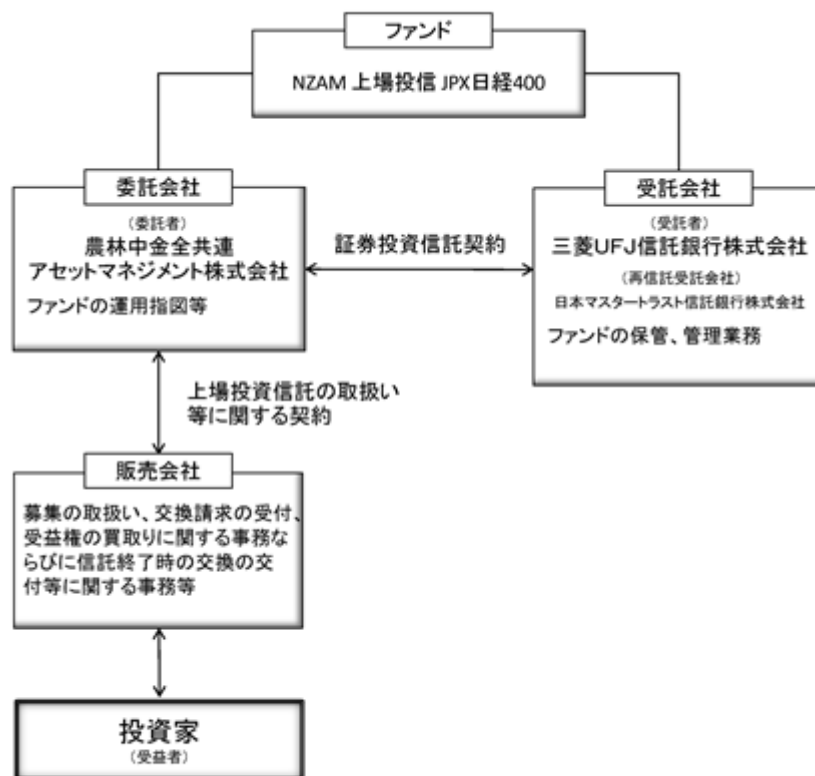 ファンド
NZAM 上場投信 JPX日経400
委託会社
（委託者）
農林中金全共連
アセットマネジメント株式会社
ファンドの運用指図等
証券投資信託契約
受託会社
（受託者）
三菱UFJ信託銀行株式会社
（再信託受託会社）
日本マスタートラスト信託銀行株式会社
ファンドの保管、管理業務
上場投資信託の取扱い
等に関する契約
販売会社
募集の取扱い、交換請求の受付、
受益権の買取りに関する事務な
らびに信託終了時の交換の交
付等に関する事務等
投資家
（受益者）